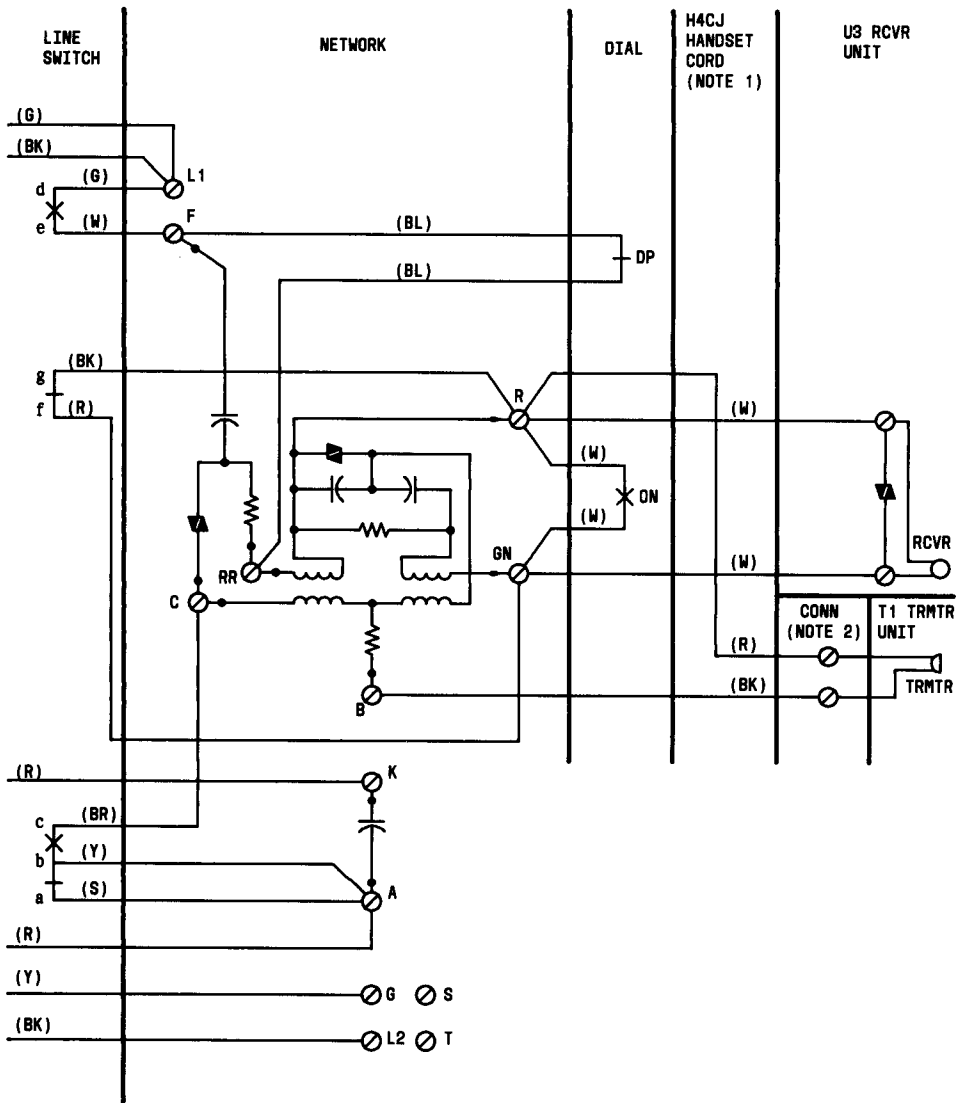 LINE
SWITCH
NETWORK
DIAL
H4CJ
HANDSET
CORD
(NOTE 1)
U3 RCVR
UNIT
(G)
(BK)
L1
d
(G)
F
e
(W)
(BL)
DP
(BL)
g
(BK)
R
f
(R)
(W)
(W)
ON
(W)
GN
RR
(W)
RCVR
C
CONN
(NOTE 2)
T1 TRMTR
UNIT
(R)
TRMTR
B
(BK)
(R)
K
c
(BR)
b
(Y)
a
(S)
A
(R)
(Y)
G
S
(BK)
L2
T